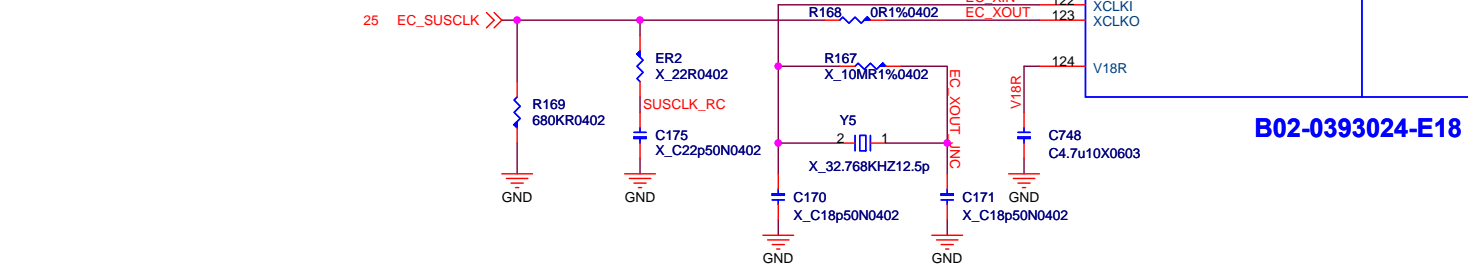 EC_XIN
122 XCLKI
25 EC_SUSCLK
R168 0R1%0402
EC_XOUT
123 XCLKO
ER2
X_22R0402
R167
X_10MR1%0402
124 V18R
V18R
EC_XOUT_JNC
SUSCLK_RC
R169
680KR0402
C175
X_C22p50N0402
Y5
2 1
X_32.768KHZ12.5p
C748
C4.7u10X0603
B02-0393024-E18
GND
GND
GND
C170
X_C18p50N0402
C171
X_C18p50N0402
GND
GND